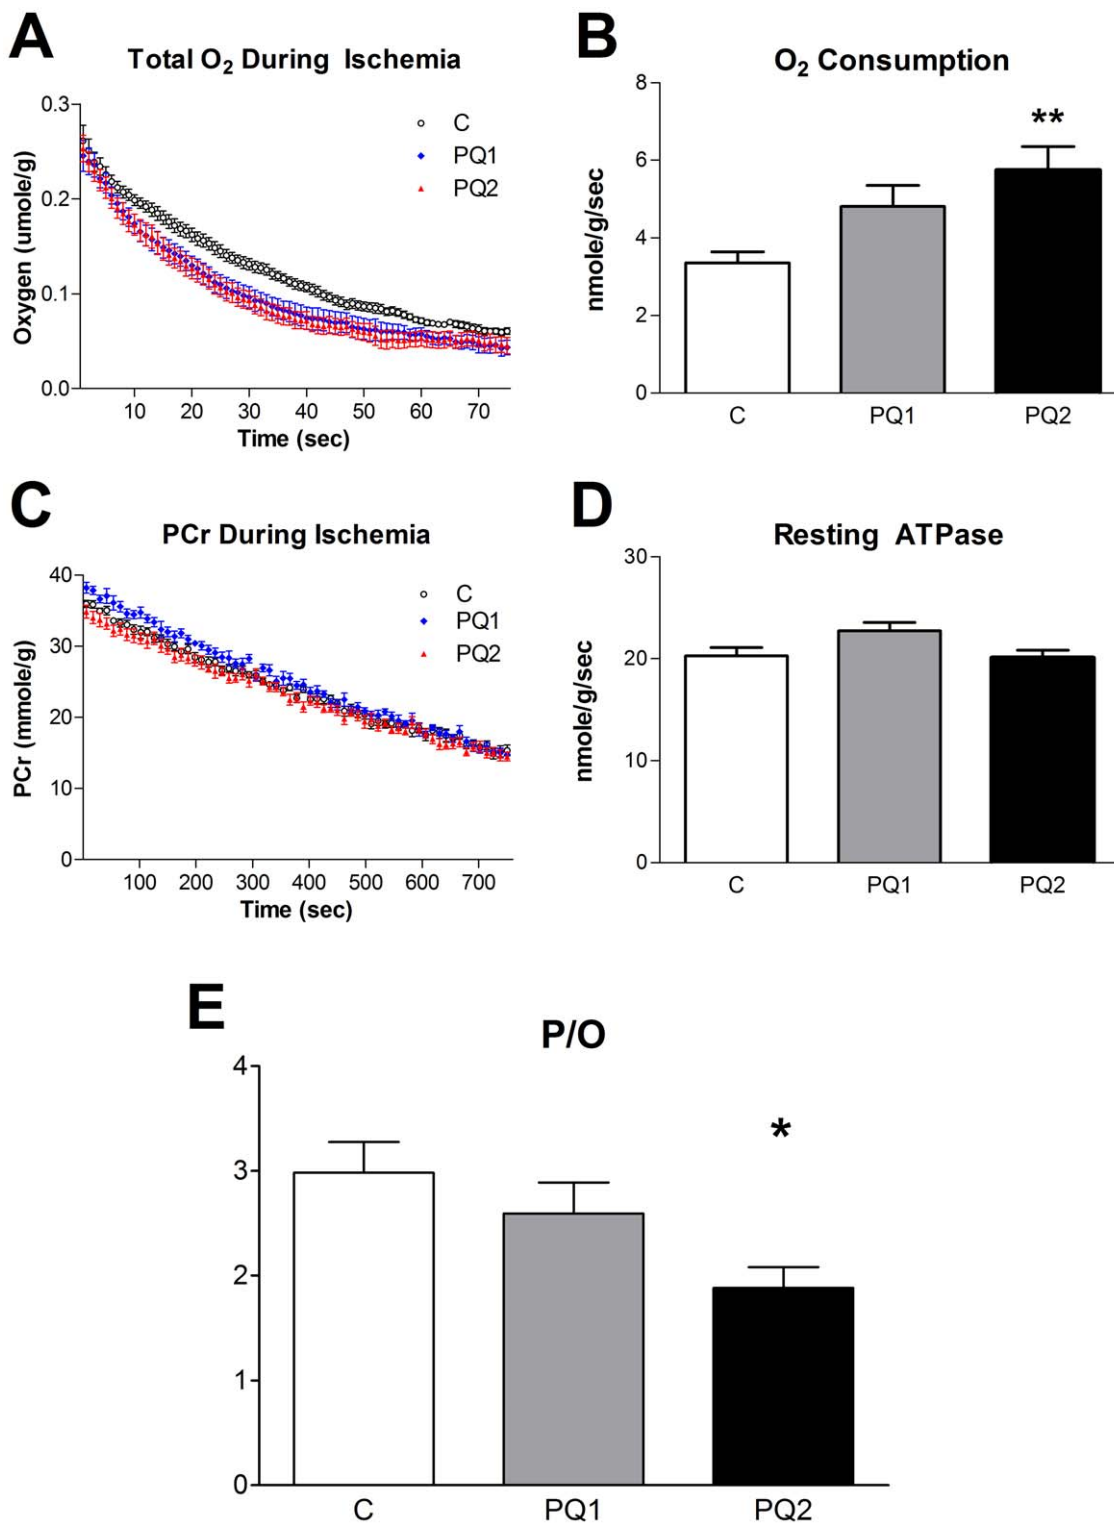 A
Total O₂ During Ischemia
Oxygen (umole/g)
0.3
0.2
0.1
0.0
C
PQ1
PQ2
10 20 30 40 50 60 70
Time (sec)
B
O₂ Consumption
nmole/g/sec
8
6
4
2
0
**
C PQ1 PQ2
C
PCr During Ischemia
PCr (mmole/g)
40
30
20
10
0
C
PQ1
PQ2
100 200 300 400 500 600 700
Time (sec)
D
Resting ATPase
nmole/g/sec
30
20
10
0
C PQ1 PQ2
E
P/O
4
3
2
1
0
*
C PQ1 PQ2